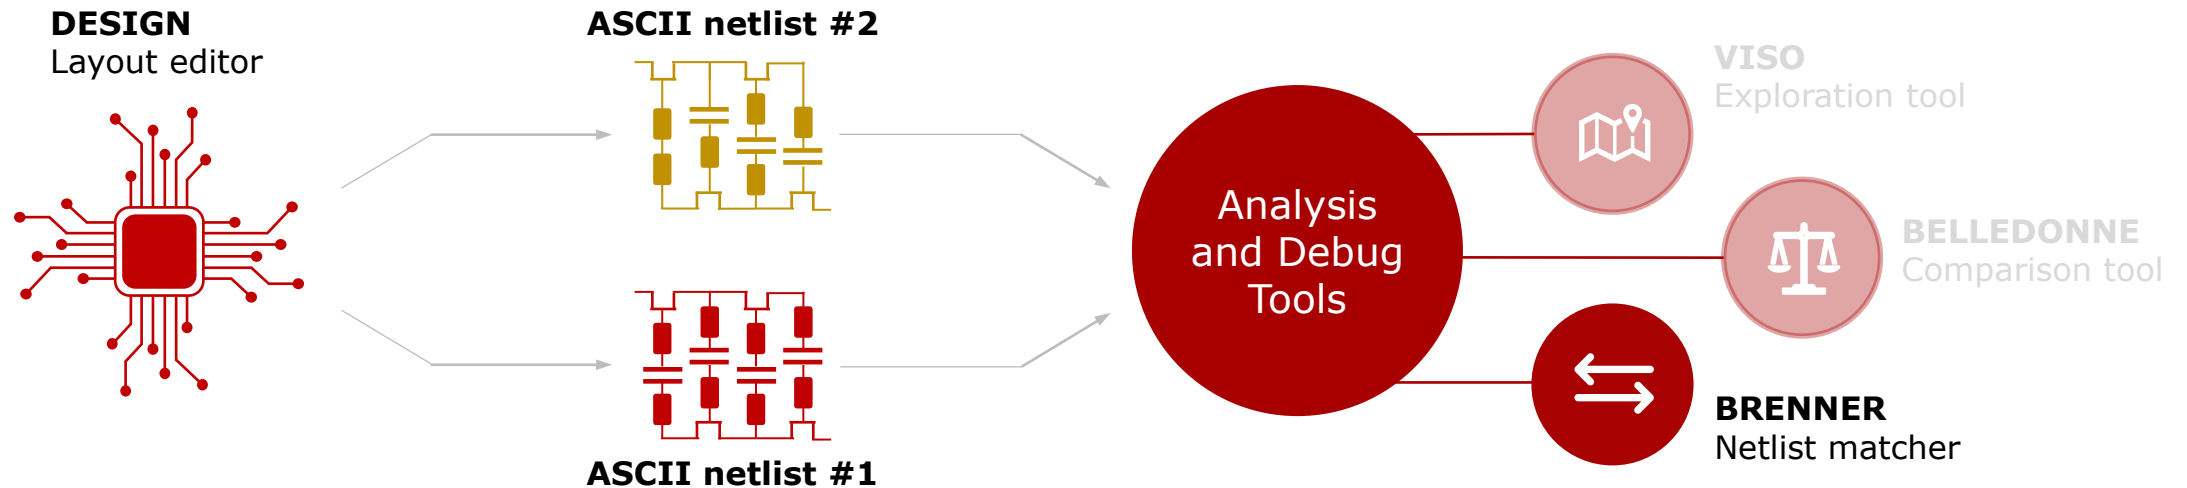 DESIGN
Layout editor
ASCII netlist #2
ASCII netlist #1
Analysis
and Debug
Tools
VISO
Exploration tool
BELLEDONNE
Comparison tool
BRENNER
Netlist matcher